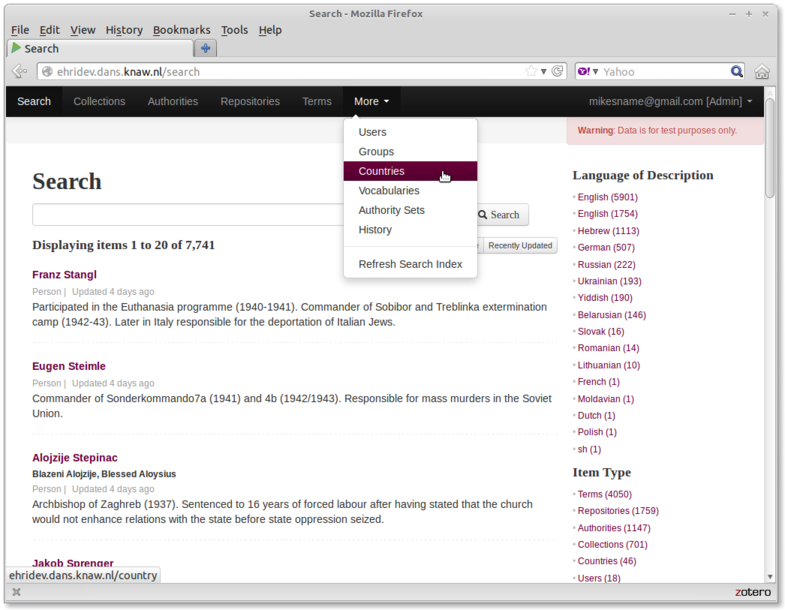 Search - Mozilla Firefox
File Edit View History Bookmarks Tools Help
Search
ehridev.dans.knaw.nl/search
Yahoo
Search Collections Authorities Repositories Terms More mikesname@gmail.com [Admin]
Users
Groups
Countries
Vocabularies
Authority Sets
History
Refresh Search Index
Warning: Data is for test purposes only.
Search
Search
Displaying items 1 to 20 of 7,741
Recently Updated
Franz Stangl
Person | Updated 4 days ago
Participated in the Euthanasia programme (1940-1941). Commander of Sobibor and Treblinka extermination
camp (1942-43). Later in Italy responsible for the deportation of Italian Jews.
Eugen Steimle
Person | Updated 4 days ago
Commander of Sonderkommando7a (1941) and 4b (1942/1943). Responsible for mass murders in the Soviet
Union.
Alojzije Stepinac
Blazeni Alojzije, Blessed Aloysius
Person | Updated 4 days ago
Archbishop of Zaghreb (1937). Sentenced to 16 years of forced labour after having stated that the church
would not enhance relations with the state before state oppression seized.
Jakob Sprenger
Language of Description
English (5901)
English (1754)
Hebrew (1113)
German (507)
Russian (222)
Ukrainian (193)
Yiddish (190)
Belarusian (146)
Slovak (16)
Romanian (14)
Lithuanian (10)
French (1)
Moldavian (1)
Dutch (1)
Polish (1)
sh (1)
Item Type
Terms (4050)
Repositories (1759)
Authorities (1147)
Collections (701)
Countries (46)
Users (18)
ehridev.dans.knaw.nl/country
zotero